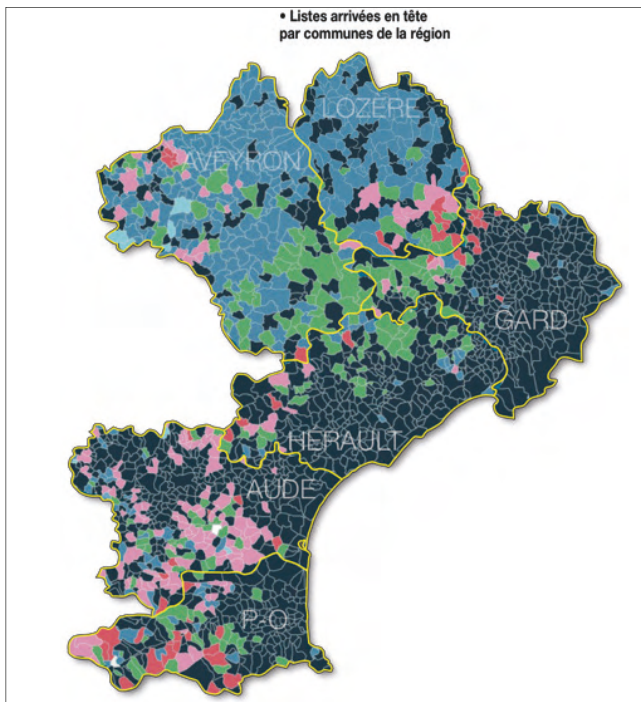 • Listes arrivées en tête
par communes de la région
LOZÈRE
AVEYRON
GARD
HÉRAULT
AUDE
P-O